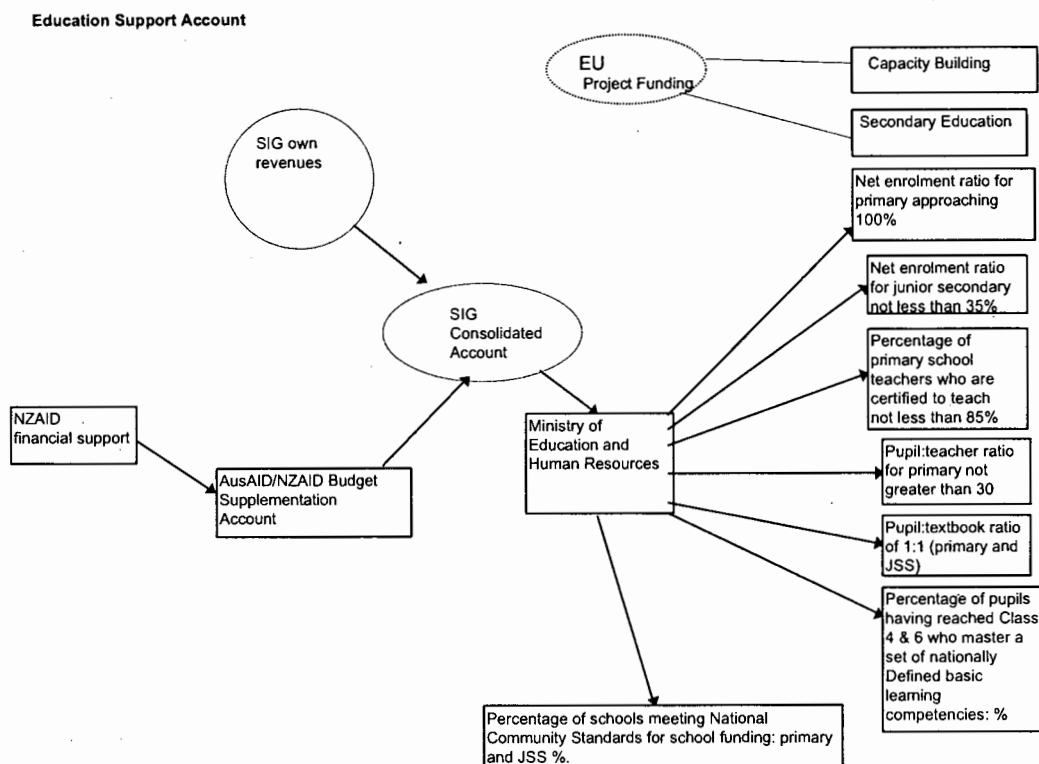 Education Support Account
EU
Project Funding
Capacity Building
Secondary Education
SIG own
revenues
Net enrolment ratio for
primary approaching
100%
Net enrolment ratio
for junior secondary
not less than 35%
SIG
Consolidated
Account
Percentage of
primary school
teachers who are
certified to teach
not less than 85%
NZAID
financial support
Ministry of
Education and
Human Resources
Pupil:teacher ratio
for primary not
greater than 30
AusAID/NZAID Budget
Supplementation
Account
Pupil:textbook ratio
of 1:1 (primary and
JSS)
Percentage of pupils
having reached Class
4 & 6 who master a
set of nationally
Defined basic
learning
competencies: %
Percentage of schools meeting National
Community Standards for school funding: primary
and JSS %.